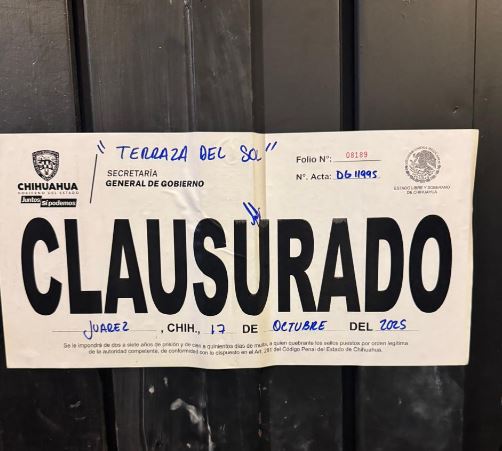 "TERRAZA DEL SOL"
CHIHUAHUA
GOBIERNO DEL ESTADO
Juntos Sí podemos
SECRETARÍA
GENERAL DE GOBIERNO
Folio N°: 08189
N°. Acta: DG 11995
ESTADO LIBRE Y SOBERANO
DE CHIHUAHUA
CLAUSURADO
JUAREZ, CHIH., 17 DE OCTUBRE DEL 2025
Se le impondrá de dos a siete años de prisión y de cien a quinientos días de multa, a quien quebrante los sellos puestos por orden legítima
de la autoridad competente, de conformidad con lo dispuesto en el Art. del Código Penal del Estado de Chihuahua.